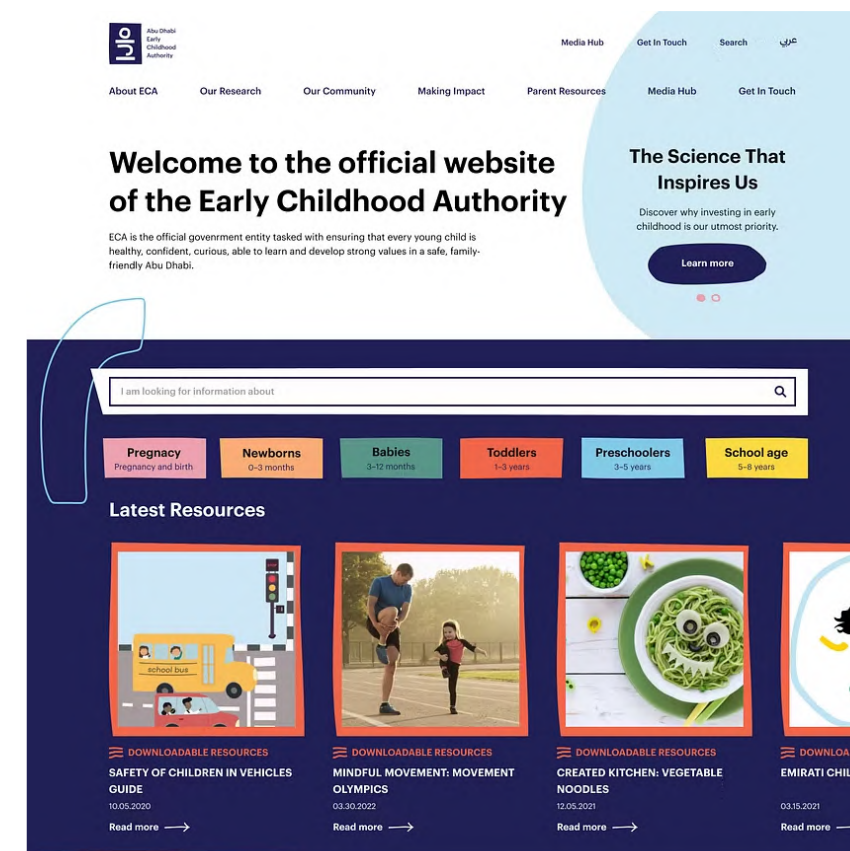 Abu Dhabi
Early
Childhood
Authority
Media Hub
Get In Touch
Search
عربي
About ECA
Our Research
Our Community
Making Impact
Parent Resources
Media Hub
Get In Touch
Welcome to the official website
of the Early Childhood Authority
ECA is the official govenrment entity tasked with ensuring that every young child is
healthy, confident, curious, able to learn and develop strong values in a safe, family-
friendly Abu Dhabi.
The Science That
Inspires Us
Discover why investing in early
childhood is our utmost priority.
Learn more
I am looking for information about
Pregnacy
Pregnancy and birth
Newborns
0–3 months
Babies
3–12 months
Toddlers
1–3 years
Preschoolers
3–5 years
School age
5–8 years
Latest Resources
STOP
school bus
DOWNLOADABLE RESOURCES
SAFETY OF CHILDREN IN VEHICLES
GUIDE
10.05.2020
Read more
DOWNLOADABLE RESOURCES
MINDFUL MOVEMENT: MOVEMENT
OLYMPICS
03.30.2022
Read more
DOWNLOADABLE RESOURCES
CREATED KITCHEN: VEGETABLE
NOODLES
12.05.2021
Read more
DOWNLOA
EMIRATI CHIL
03.15.2021
Read more